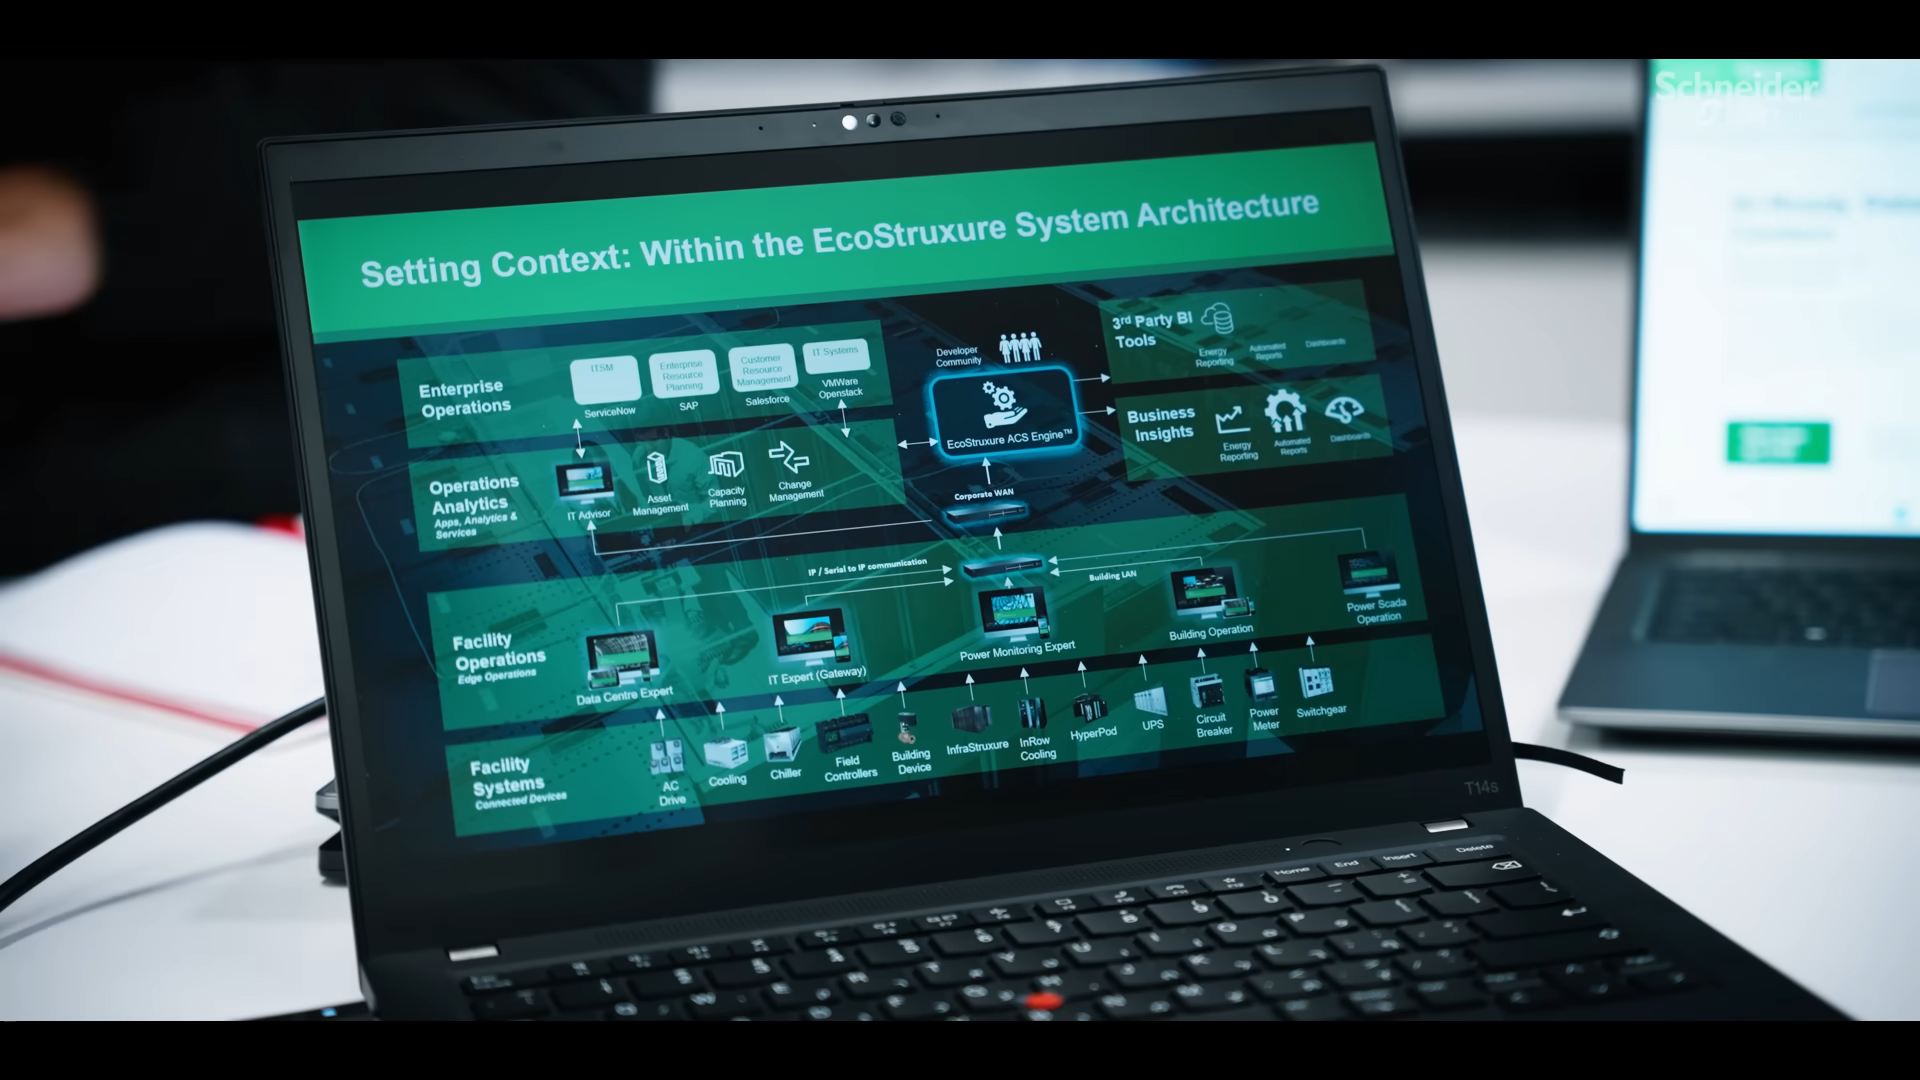 Schneider
Setting Context: Within the EcoStruxure System Architecture
Enterprise
Operations
ITSM
ServiceNow
Enterprise
Resource
Planning
SAP
Customer
Resource
Management
Salesforce
IT Systems
VMWare
Openstack
Developer
Community
EcoStruxure ACS Engine™
3rd Party BI
Tools
Energy
Reporting
Automated
Reports
Dashboards
Business
Insights
Energy
Reporting
Automated
Reports
Dashboards
Operations
Analytics
Apps, Analytics &
Services
IT Advisor
Asset
Management
Capacity
Planning
Change
Management
Corporate WAN
IP / Serial to IP communication
Building LAN
Facility
Operations
Edge Operations
Data Centre Expert
IT Expert (Gateway)
Power Monitoring Expert
Building Operation
Power Scada
Operation
Facility
Systems
Connected Devices
AC
Drive
Cooling
Chiller
Field
Controllers
Building
Device
InfraStruxure
InRow
Cooling
HyperPod
UPS
Circuit
Breaker
Power
Meter
Switchgear
T14s
Home
End
Insert
Delete